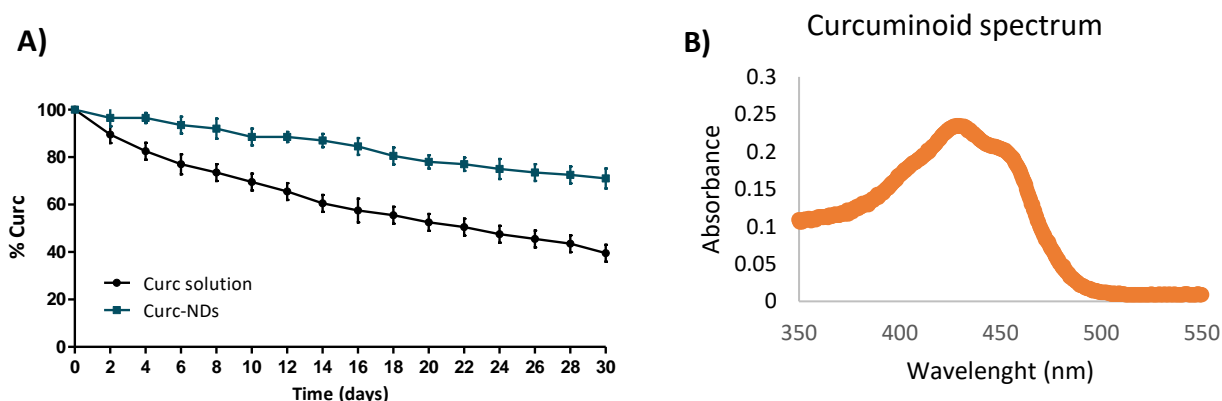 A)
% Curc
100
80
60
40
20
0
Curc solution
Curc-NDs
0 2 4 6 8 10 12 14 16 18 20 22 24 26 28 30
Time (days)
B)
Curcuminoid spectrum
Absorbance
0.3
0.25
0.2
0.15
0.1
0.05
0
350 400 450 500 550
Wavelenght (nm)